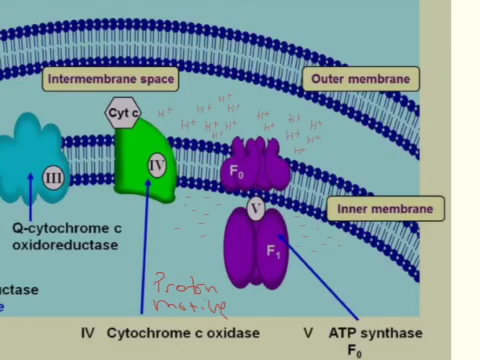 Intermembrane space
Outer membrane
Cyt c
H+ H+ H+ H+ H+ H+
H+ H+ H+ H+ H+ H+
H+ H+ H+ H+ H+
IV
III
F0
V
Inner membrane
Q-cytochrome c
oxidoreductase
F1
Proton
motive
uctase
IV Cytochrome c oxidase
V ATP synthase
F0